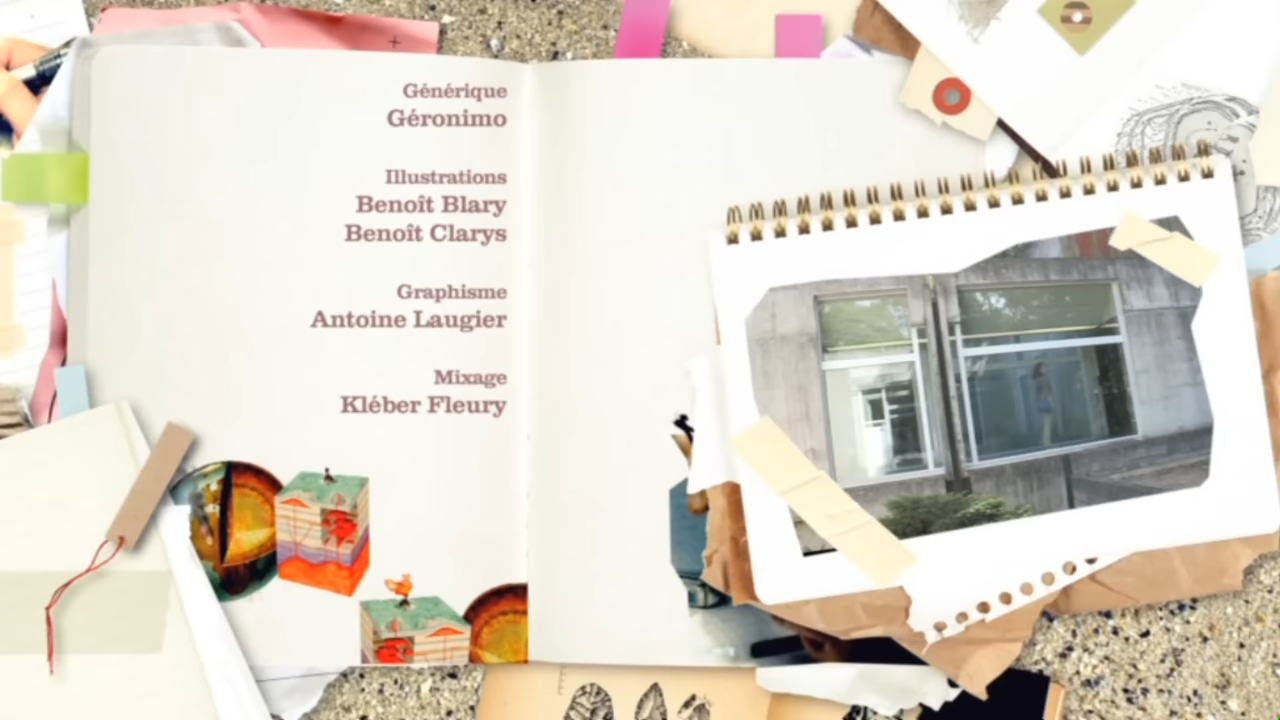 Générique
Géronimo
Illustrations
Benoît Blary
Benoît Clarys
Graphisme
Antoine Laugier
Mixage
Kléber Fleury